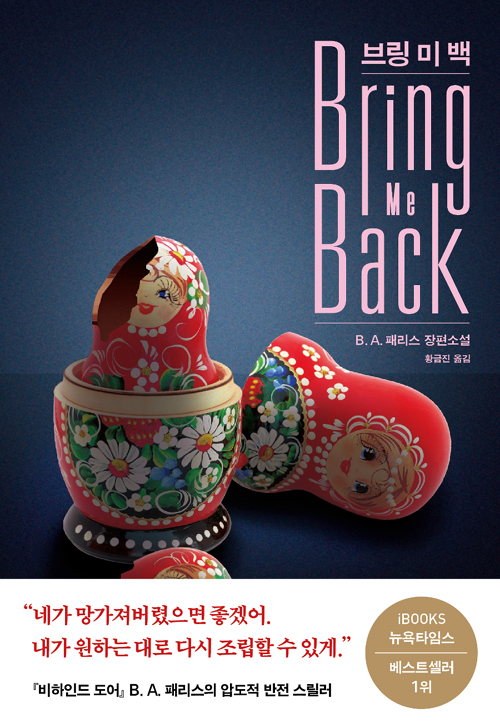 브링 미 백
Bring
Me
Back
B. A. 패리스 장편소설
황금진 옮김
“네가 망가져버렸으면 좋겠어.
내가 원하는 대로 다시 조립할 수 있게.”
『비하인드 도어』 B. A. 패리스의 압도적 반전 스릴러
iBOOKS
뉴욕타임스
베스트셀러
1위